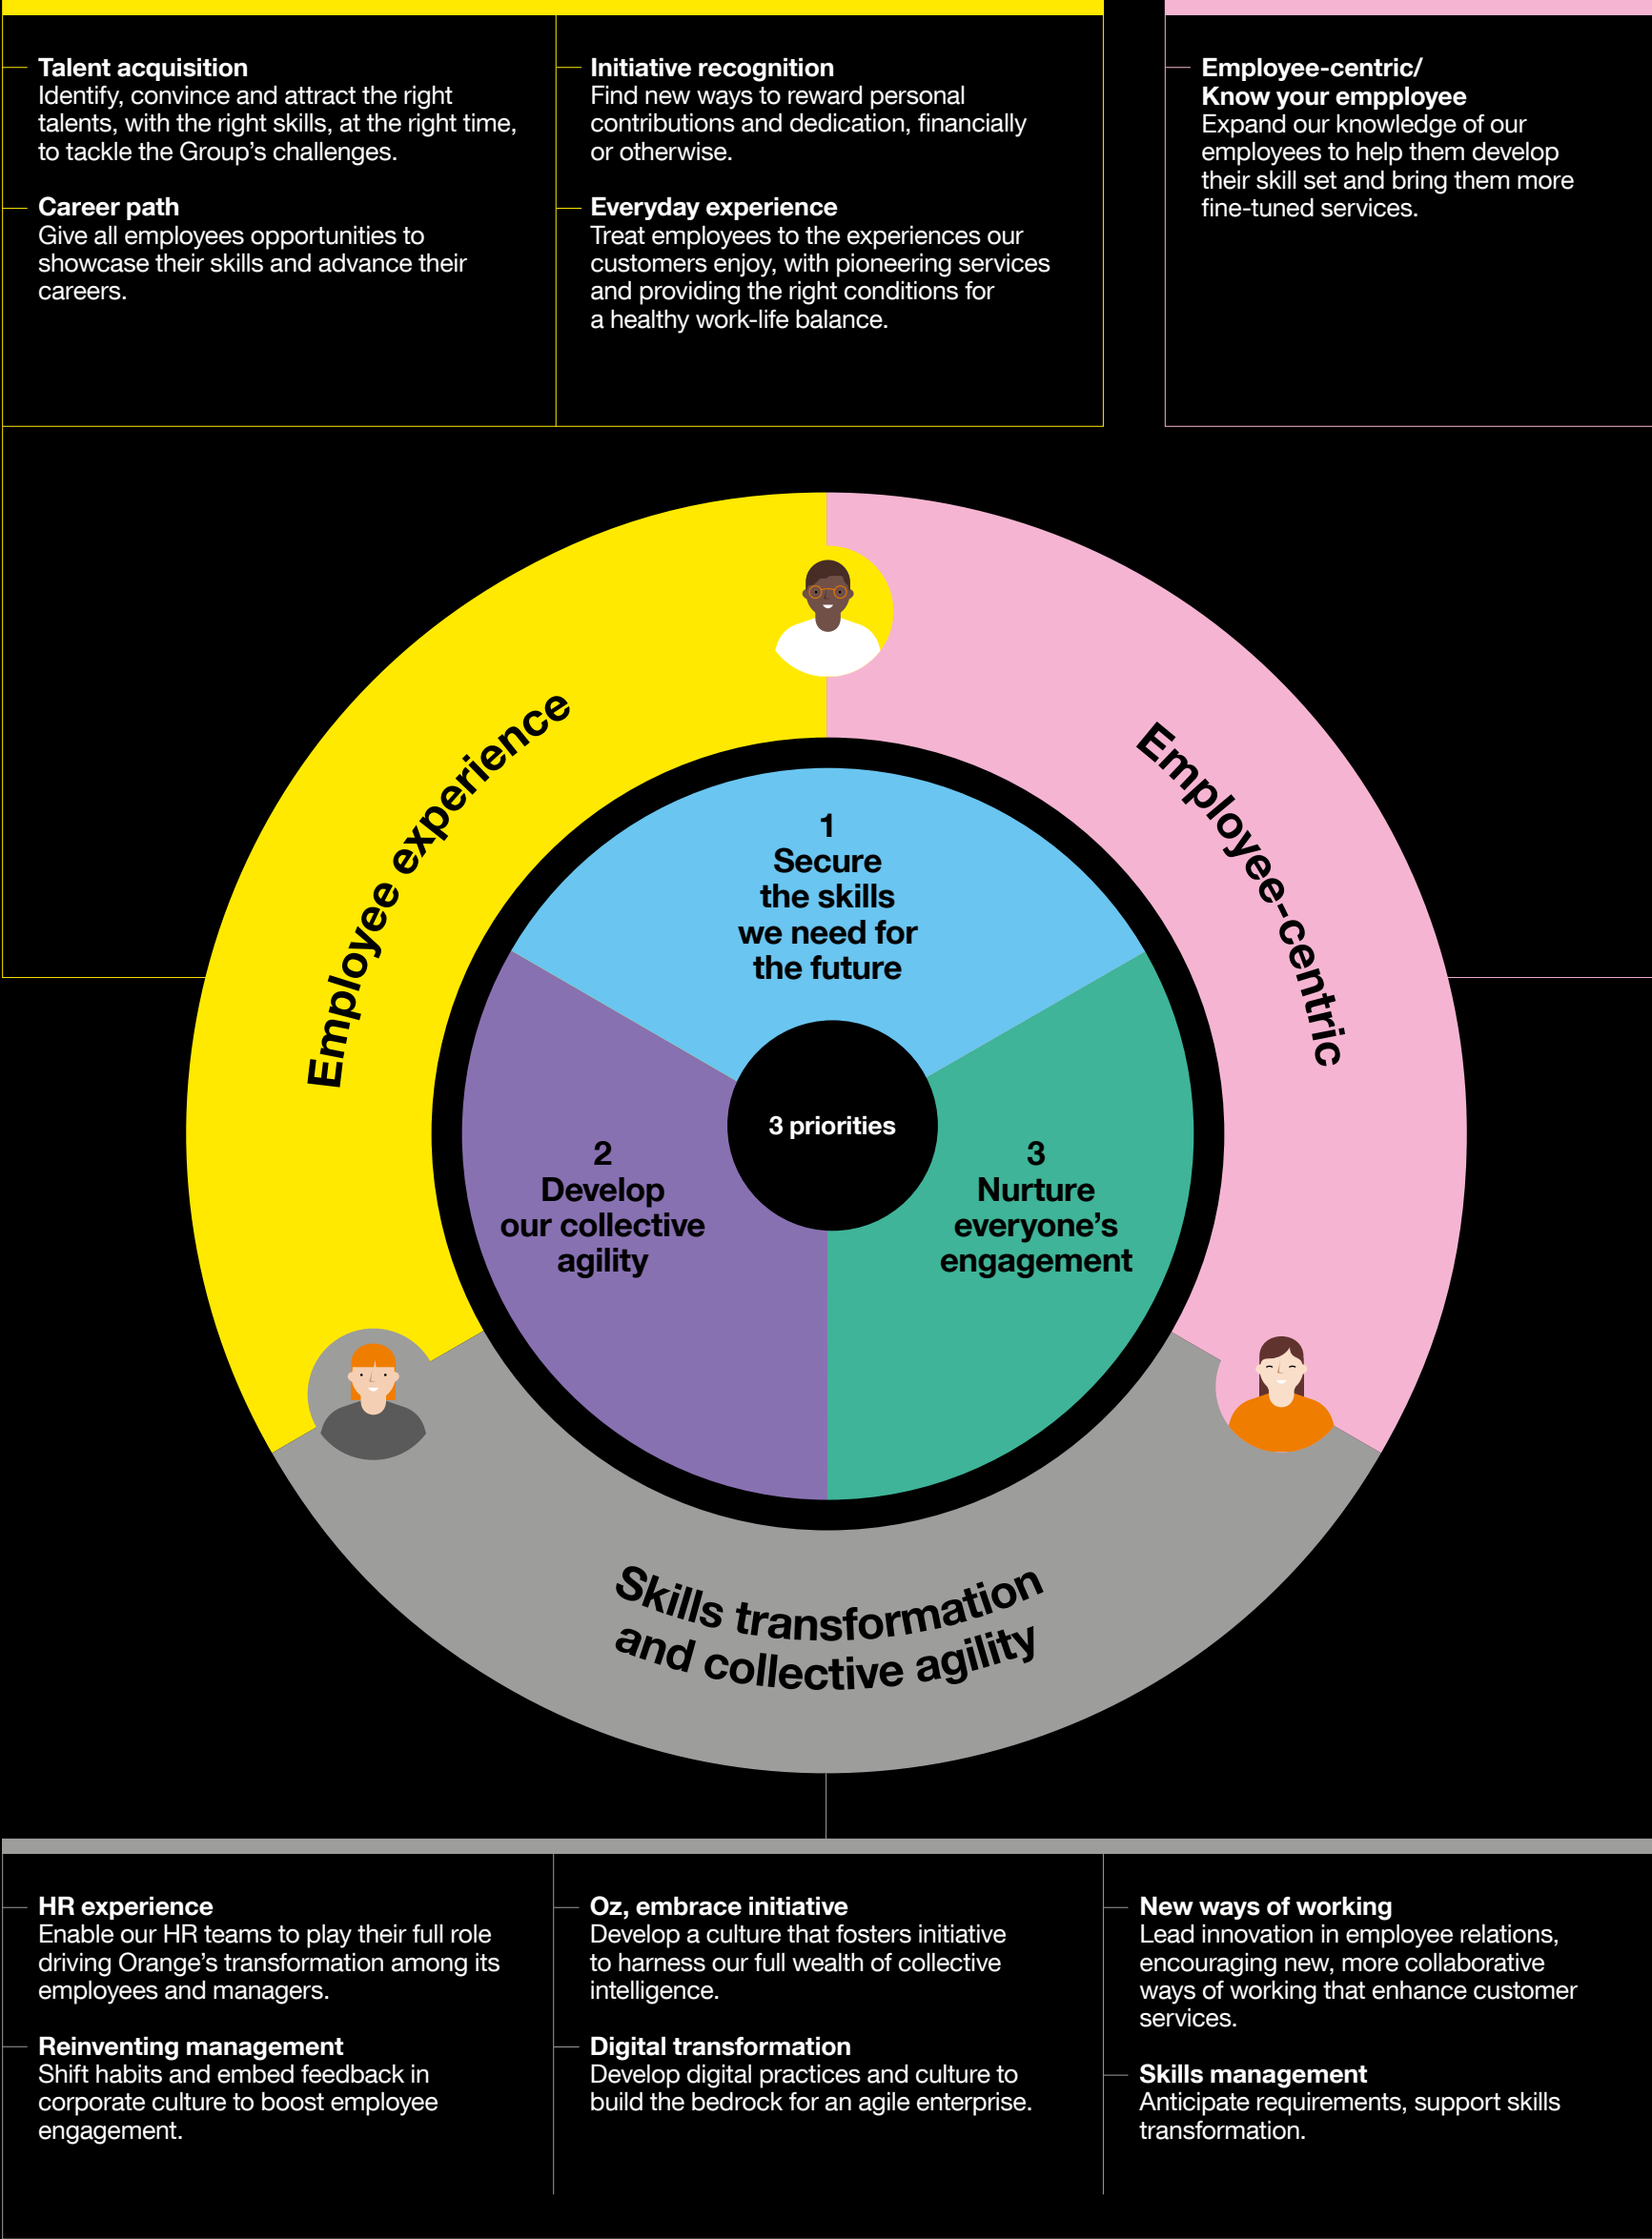 Talent acquisition
Identify, convince and attract the right
talents, with the right skills, at the right time,
to tackle the Group’s challenges.
Career path
Give all employees opportunities to
showcase their skills and advance their
careers.
Initiative recognition
Find new ways to reward personal
contributions and dedication, financially
or otherwise.
Everyday experience
Treat employees to the experiences our
customers enjoy, with pioneering services
and providing the right conditions for
a healthy work-life balance.
Employee-centric/
Know your empployee
Expand our knowledge of our
employees to help them develop
their skill set and bring them more
fine-tuned services.
Employee experience
Employee-centric
1
Secure
the skills
we need for
the future
3 priorities
2
Develop
our collective
agility
3
Nurture
everyone’s
engagement
Skills transformation
and collective agility
HR experience
Enable our HR teams to play their full role
driving Orange’s transformation among its
employees and managers.
Reinventing management
Shift habits and embed feedback in
corporate culture to boost employee
engagement.
Oz, embrace initiative
Develop a culture that fosters initiative
to harness our full wealth of collective
intelligence.
Digital transformation
Develop digital practices and culture to
build the bedrock for an agile enterprise.
New ways of working
Lead innovation in employee relations,
encouraging new, more collaborative
ways of working that enhance customer
services.
Skills management
Anticipate requirements, support skills
transformation.